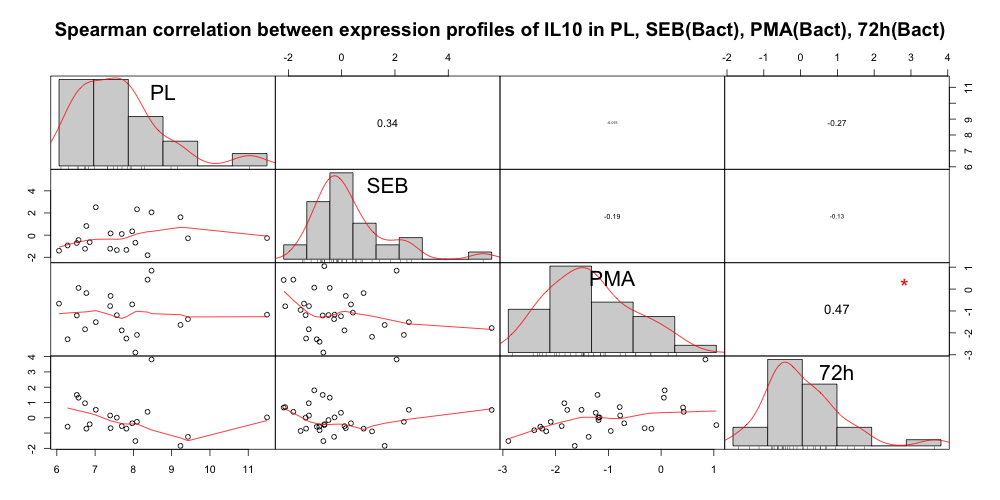 Spearman correlation between expression profiles of IL10 in PL, SEB(Bact), PMA(Bact), 72h(Bact)
-2 0 2 4 -2 -1 0 1 2 3 4
PL 0.34 -0.27
6 7 8 9 11
SEB -0.19 -0.13
-2 0 2 4
PMA 0.47 *
-3 -2 -1 0 1
72h
-2 0 1 2 3 4
6 7 8 9 10 11 -3 -2 -1 0 1